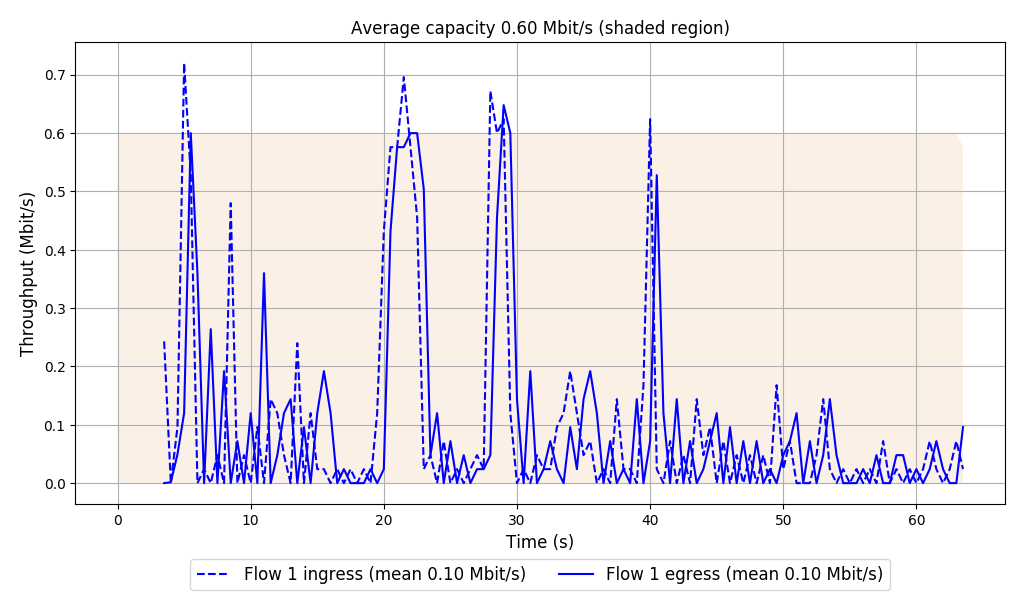 Average capacity 0.60 Mbit/s (shaded region)
Throughput (Mbit/s)
0.7
0.6
0.5
0.4
0.3
0.2
0.1
0.0
0 10 20 30 40 50 60
Time (s)
Flow 1 ingress (mean 0.10 Mbit/s) Flow 1 egress (mean 0.10 Mbit/s)